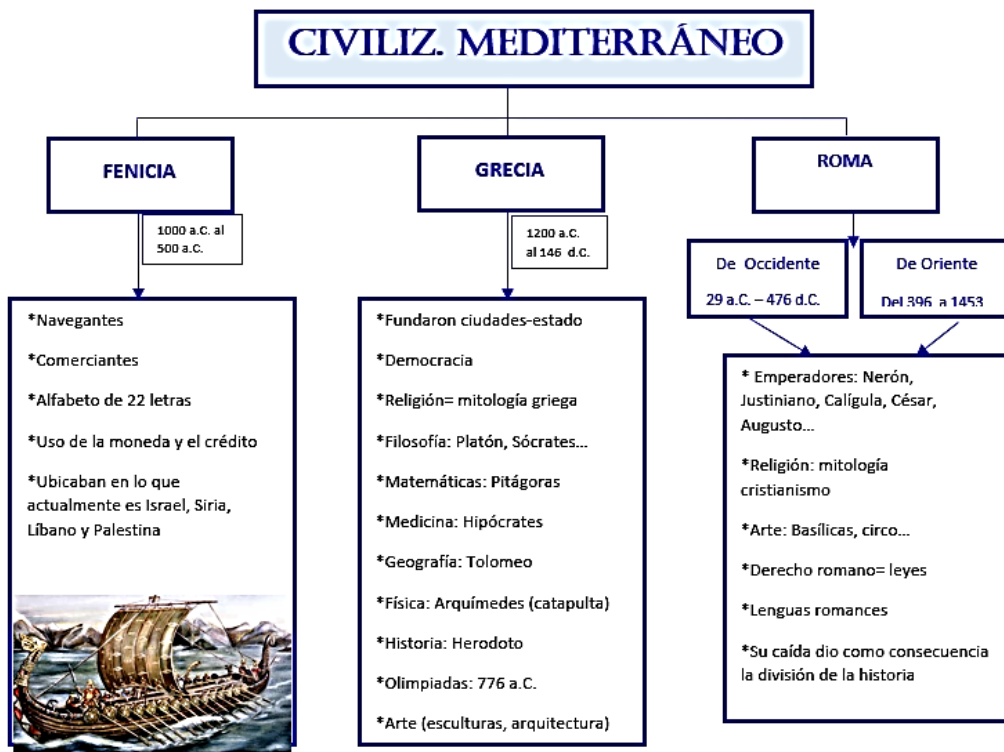 CIVILIZ. MEDITERRÁNEO
FENICIA
1000 a.C. al
500 a.C.
*Navegantes
*Comerciantes
*Alfabeto de 22 letras
*Uso de la moneda y el crédito
*Ubicaban en lo que
actualmente es Israel, Siria,
Líbano y Palestina
GRECIA
1200 a.C.
al 146 d.C.
*Fundaron ciudades-estado
*Democracia
*Religión= mitología griega
*Filosofía: Platón, Sócrates...
*Matemáticas: Pitágoras
*Medicina: Hipócrates
*Geografía: Tolomeo
*Física: Arquímedes (catapulta)
*Historia: Herodoto
*Olimpiadas: 776 a.C.
*Arte (esculturas, arquitectura)
ROMA
De Occidente
29 a.C. – 476 d.C.
De Oriente
Del 396 a 1453
* Emperadores: Nerón,
Justiniano, Calígula, César,
Augusto...
*Religión: mitología
cristianismo
*Arte: Basílicas, circo...
*Derecho romano= leyes
*Lenguas romances
*Su caída dio como consecuencia
la división de la historia